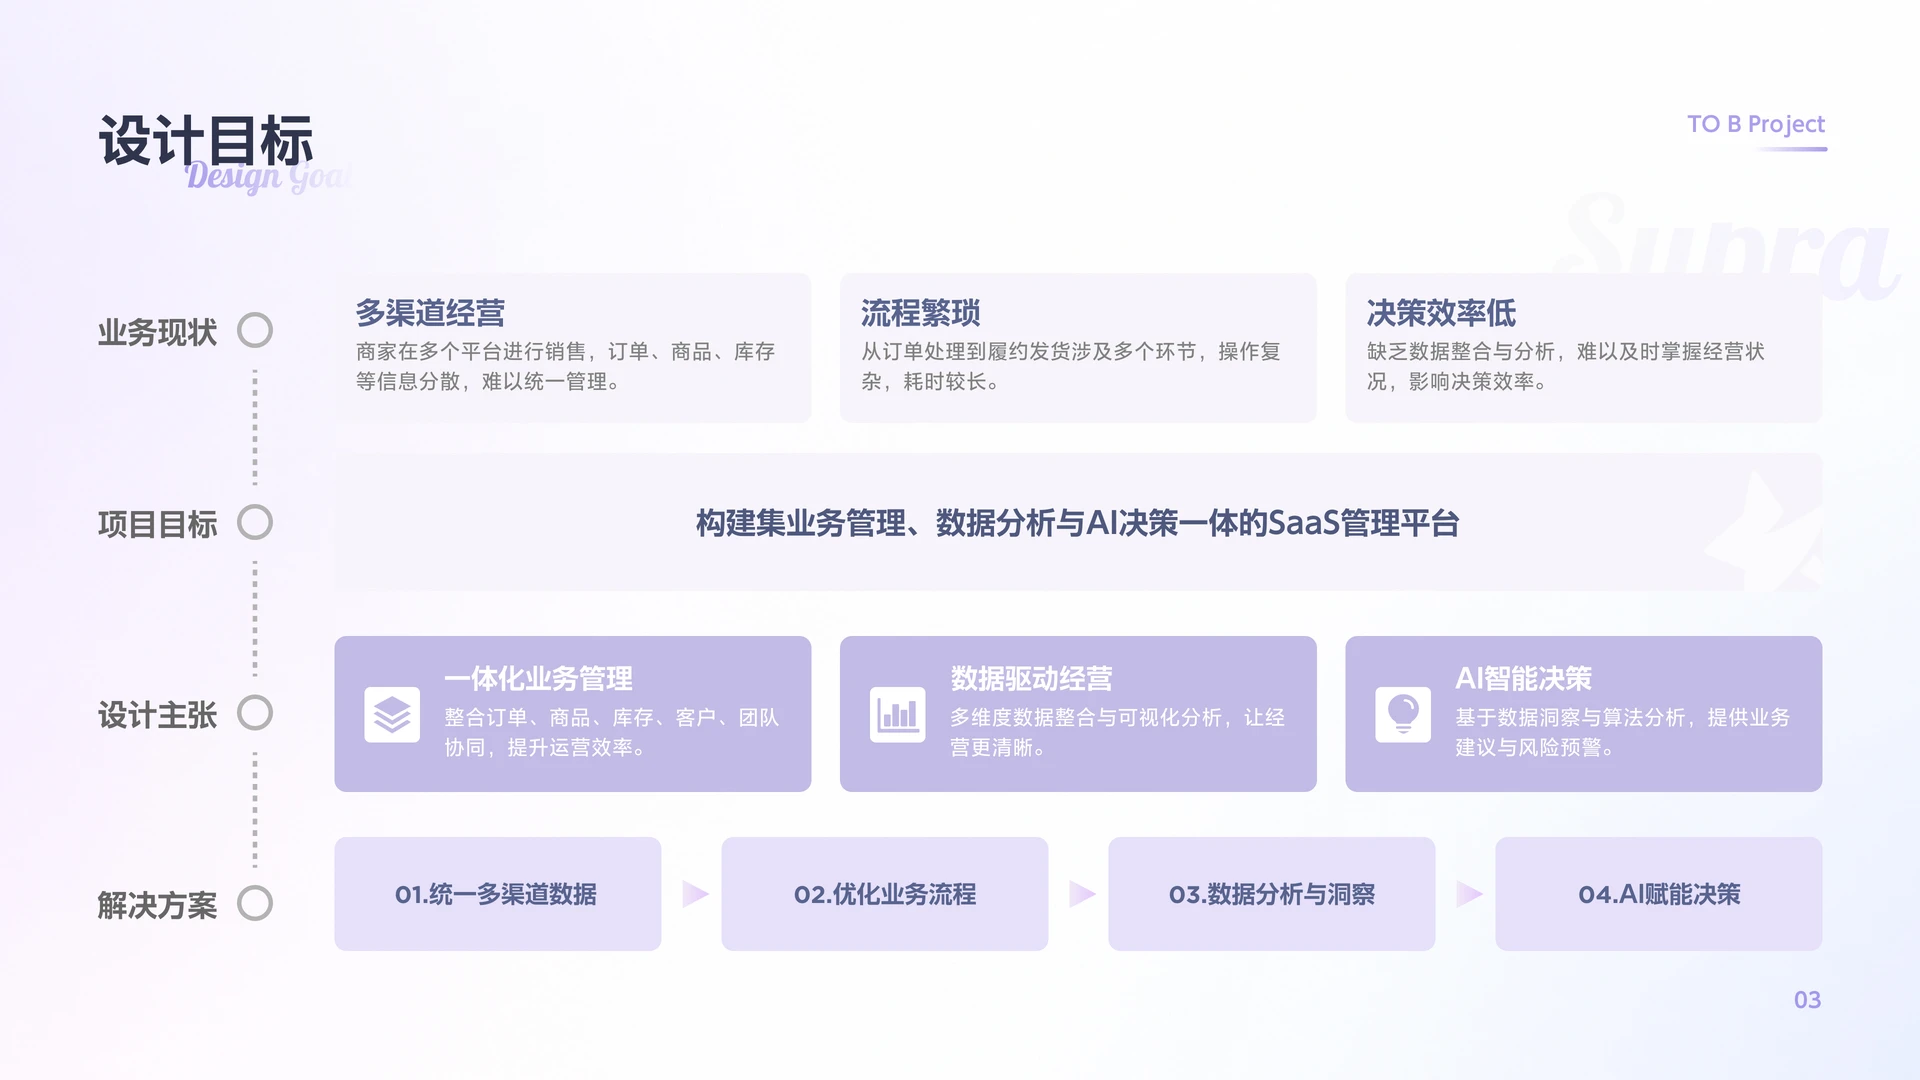 设计目标
Design Goal
TO B Project
Supra
业务现状
多渠道经营
商家在多个平台进行销售，订单、商品、库存
等信息分散，难以统一管理。
流程繁琐
从订单处理到履约发货涉及多个环节，操作复
杂，耗时较长。
决策效率低
缺乏数据整合与分析，难以及时掌握经营状
况，影响决策效率。
项目目标
构建集业务管理、数据分析与AI决策一体的SaaS管理平台
设计主张
一体化业务管理
整合订单、商品、库存、客户、团队
协同，提升运营效率。
数据驱动经营
多维度数据整合与可视化分析，让经
营更清晰。
AI智能决策
基于数据洞察与算法分析，提供业务
建议与风险预警。
解决方案
01.统一多渠道数据
02.优化业务流程
03.数据分析与洞察
04.AI赋能决策
03